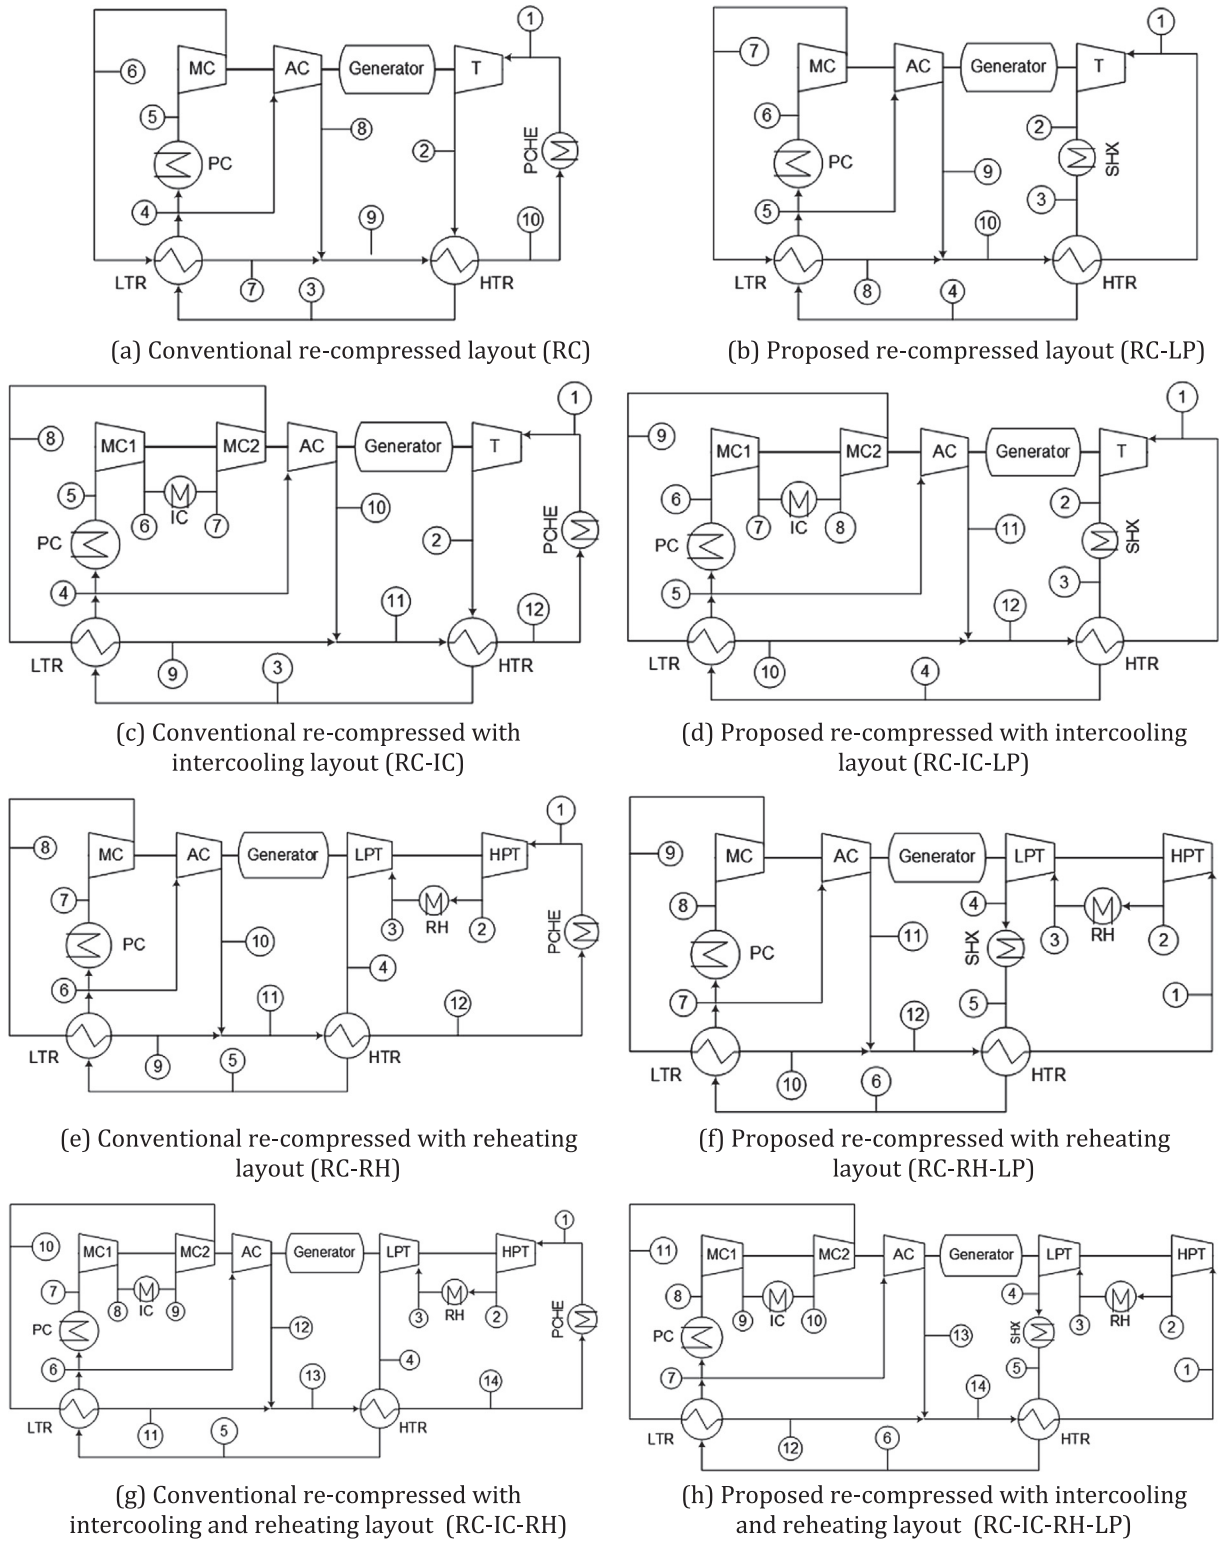 1
6
MC
AC
Generator
T
5
8
2
PCHE
PC
4
9
10
LTR
7
3
HTR
(a) Conventional re-compressed layout (RC)
1
7
MC
AC
Generator
T
6
2
SHX
PC
9
3
5
10
LTR
8
4
HTR
(b) Proposed re-compressed layout (RC-LP)
1
8
MC1
MC2
AC
Generator
T
5
6
IC
7
10
2
PCHE
PC
4
11
12
LTR
9
3
HTR
(c) Conventional re-compressed with
intercooling layout (RC-IC)
1
9
MC1
MC2
AC
Generator
T
6
7
IC
8
11
2
SHX
PC
3
5
12
LTR
10
4
HTR
(d) Proposed re-compressed with intercooling
layout (RC-IC-LP)
1
8
MC
AC
Generator
LPT
HPT
7
3
RH
2
PCHE
PC
10
4
6
11
12
LTR
9
5
HTR
(e) Conventional re-compressed with reheating
layout (RC-RH)
9
MC
AC
Generator
LPT
HPT
8
4
3
RH
2
PC
11
SHX
7
5
1
12
LTR
10
6
HTR
(f) Proposed re-compressed with reheating
layout (RC-RH-LP)
1
10
MC1
MC2
AC
Generator
LPT
HPT
7
8
IC
9
3
RH
2
PCHE
PC
12
4
6
13
14
LTR
11
5
HTR
(g) Conventional re-compressed with
intercooling and reheating layout (RC-IC-RH)
11
MC1
MC2
AC
Generator
LPT
HPT
8
9
IC
10
4
3
RH
2
PC
13
SHX
7
5
1
14
LTR
12
6
HTR
(h) Proposed re-compressed with intercooling
and reheating layout (RC-IC-RH-LP)